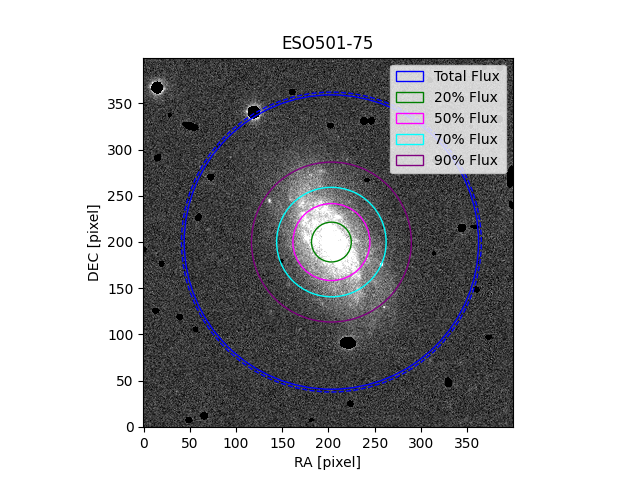 ESO501-75
Total Flux
20% Flux
50% Flux
70% Flux
90% Flux
DEC [pixel]
350
300
250
200
150
100
50
0
0 50 100 150 200 250 300 350
RA [pixel]